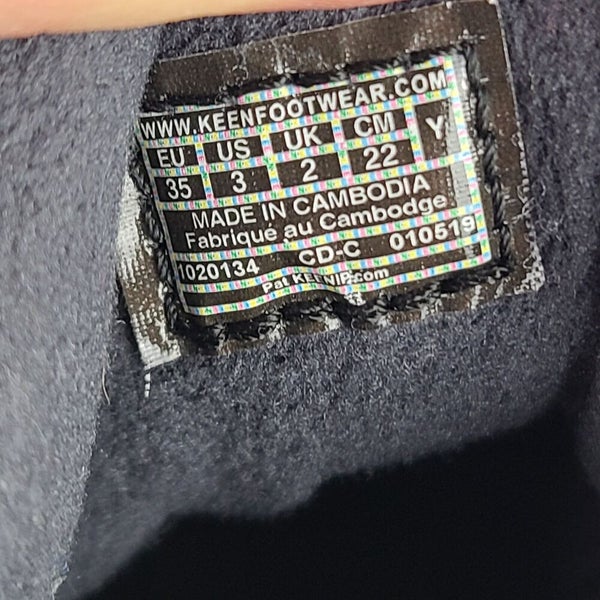 WWW.KEENFOOTWEAR.COM
EU US UK CM Y
35 3 2 22
MADE IN CAMBODIA
Fabriqué au Cambodge
1020134 CD-C 010519
Pat KEENIP.com